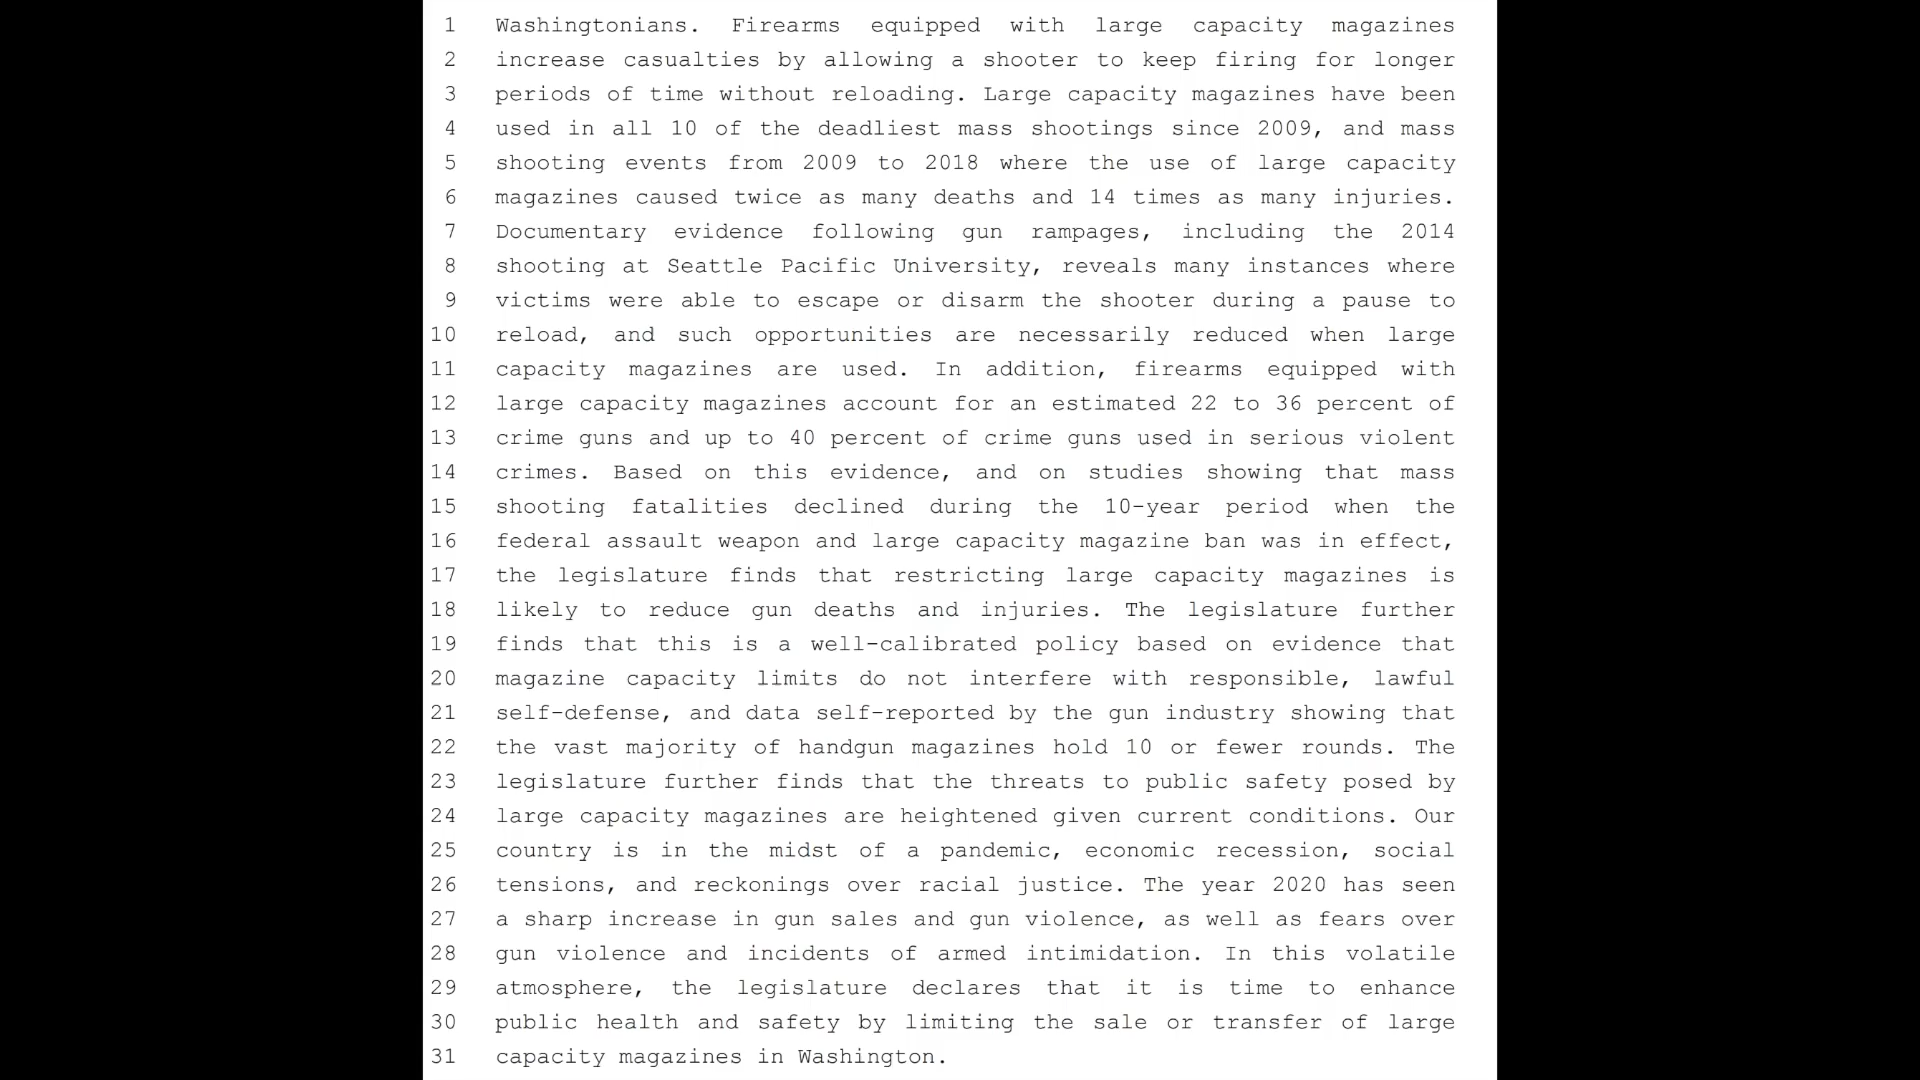 1 Washingtonians. Firearms equipped with large capacity magazines
2 increase casualties by allowing a shooter to keep firing for longer
3 periods of time without reloading. Large capacity magazines have been
4 used in all 10 of the deadliest mass shootings since 2009, and mass
5 shooting events from 2009 to 2018 where the use of large capacity
6 magazines caused twice as many deaths and 14 times as many injuries.
7 Documentary evidence following gun rampages, including the 2014
8 shooting at Seattle Pacific University, reveals many instances where
9 victims were able to escape or disarm the shooter during a pause to
10 reload, and such opportunities are necessarily reduced when large
11 capacity magazines are used. In addition, firearms equipped with
12 large capacity magazines account for an estimated 22 to 36 percent of
13 crime guns and up to 40 percent of crime guns used in serious violent
14 crimes. Based on this evidence, and on studies showing that mass
15 shooting fatalities declined during the 10-year period when the
16 federal assault weapon and large capacity magazine ban was in effect,
17 the legislature finds that restricting large capacity magazines is
18 likely to reduce gun deaths and injuries. The legislature further
19 finds that this is a well-calibrated policy based on evidence that
20 magazine capacity limits do not interfere with responsible, lawful
21 self-defense, and data self-reported by the gun industry showing that
22 the vast majority of handgun magazines hold 10 or fewer rounds. The
23 legislature further finds that the threats to public safety posed by
24 large capacity magazines are heightened given current conditions. Our
25 country is in the midst of a pandemic, economic recession, social
26 tensions, and reckonings over racial justice. The year 2020 has seen
27 a sharp increase in gun sales and gun violence, as well as fears over
28 gun violence and incidents of armed intimidation. In this volatile
29 atmosphere, the legislature declares that it is time to enhance
30 public health and safety by limiting the sale or transfer of large
31 capacity magazines in Washington.